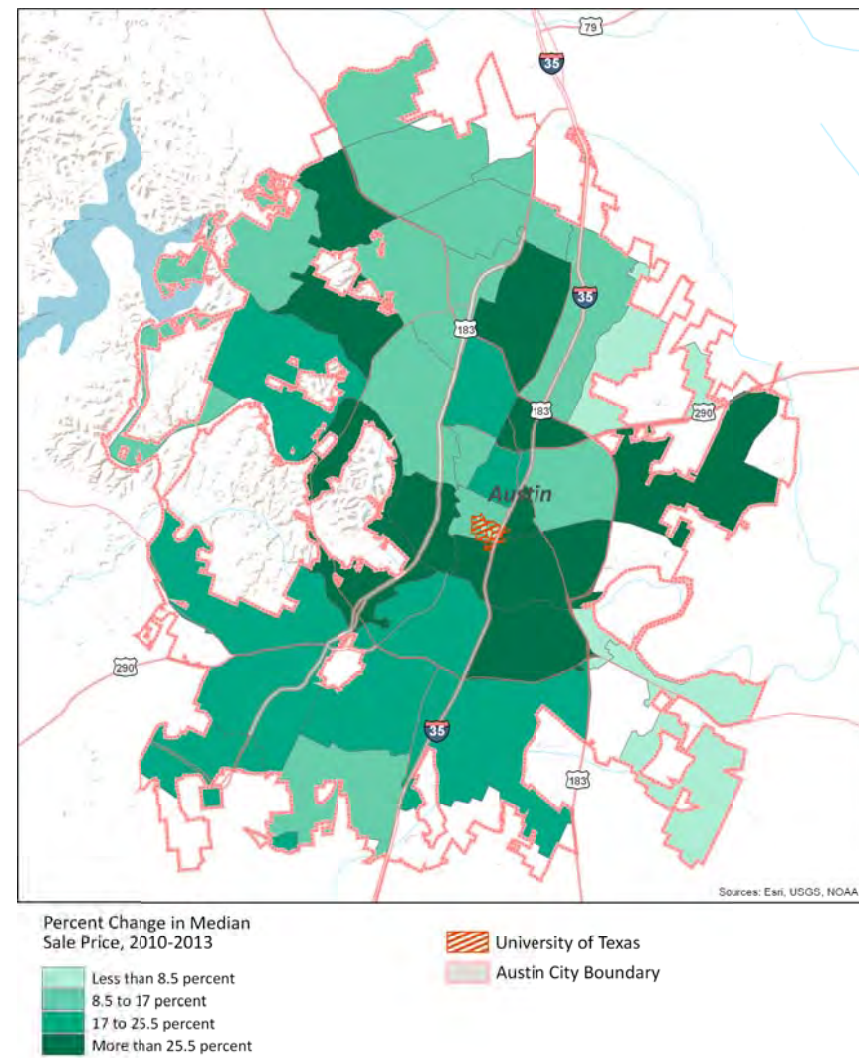 79
35
35
183
183
290
Austin
290
35
183
Sources: Esri, USGS, NOAA
Percent Change in Median
Sale Price, 2010-2013
Less than 8.5 percent
8.5 to 17 percent
17 to 25.5 percent
More than 25.5 percent
University of Texas
Austin City Boundary